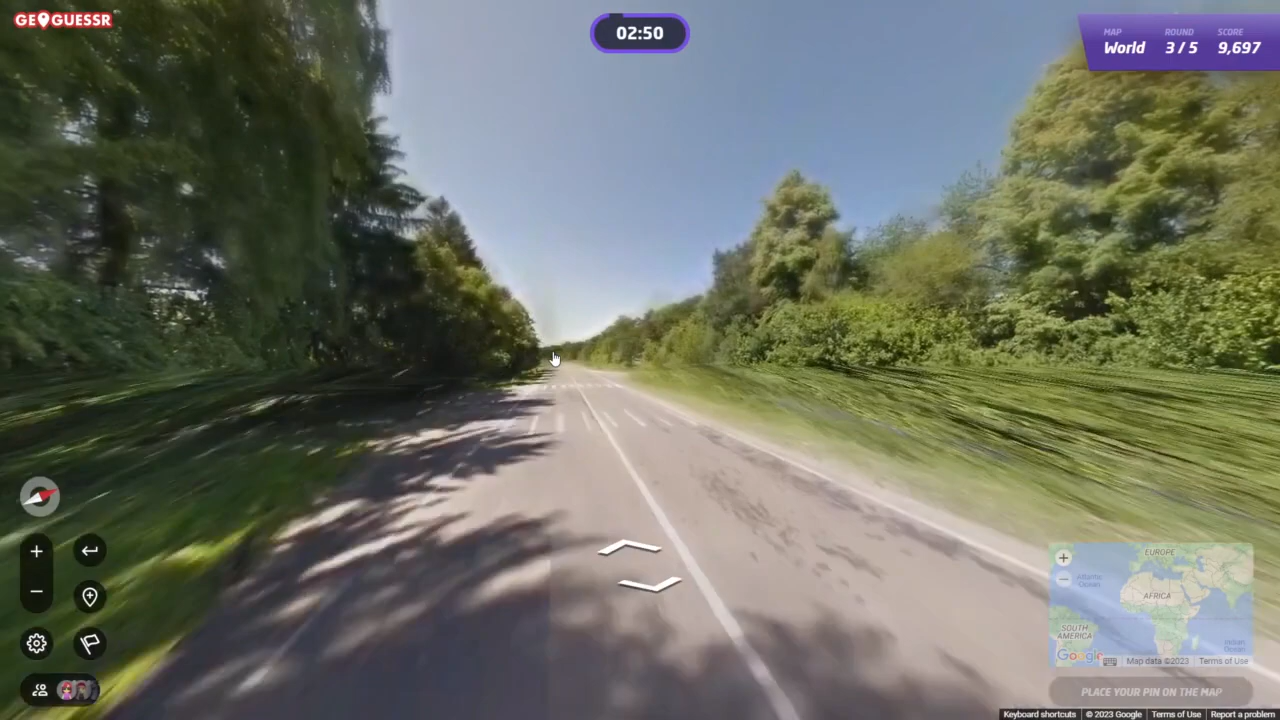 GEOGUESSR
02:50
MAP
World
ROUND
3 / 5
SCORE
9,697
EUROPE
Atlantic
Ocean
AFRICA
SOUTH
AMERICA
Indian
Ocean
Google
Map data ©2023
Terms of Use
PLACE YOUR PIN ON THE MAP
Keyboard shortcuts
© 2023 Google
Terms of Use
Report a problem